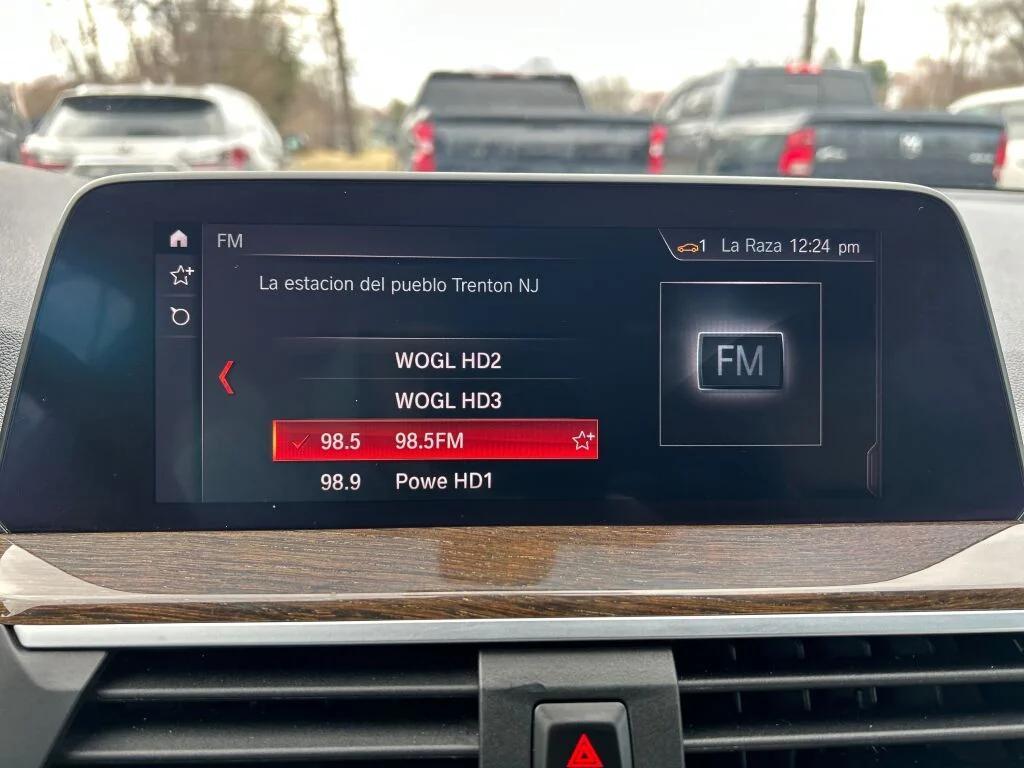 FM
1 La Raza 12:24 pm
La estacion del pueblo Trenton NJ
WOGL HD2
WOGL HD3
98.5 98.5FM
98.9 Powe HD1
FM